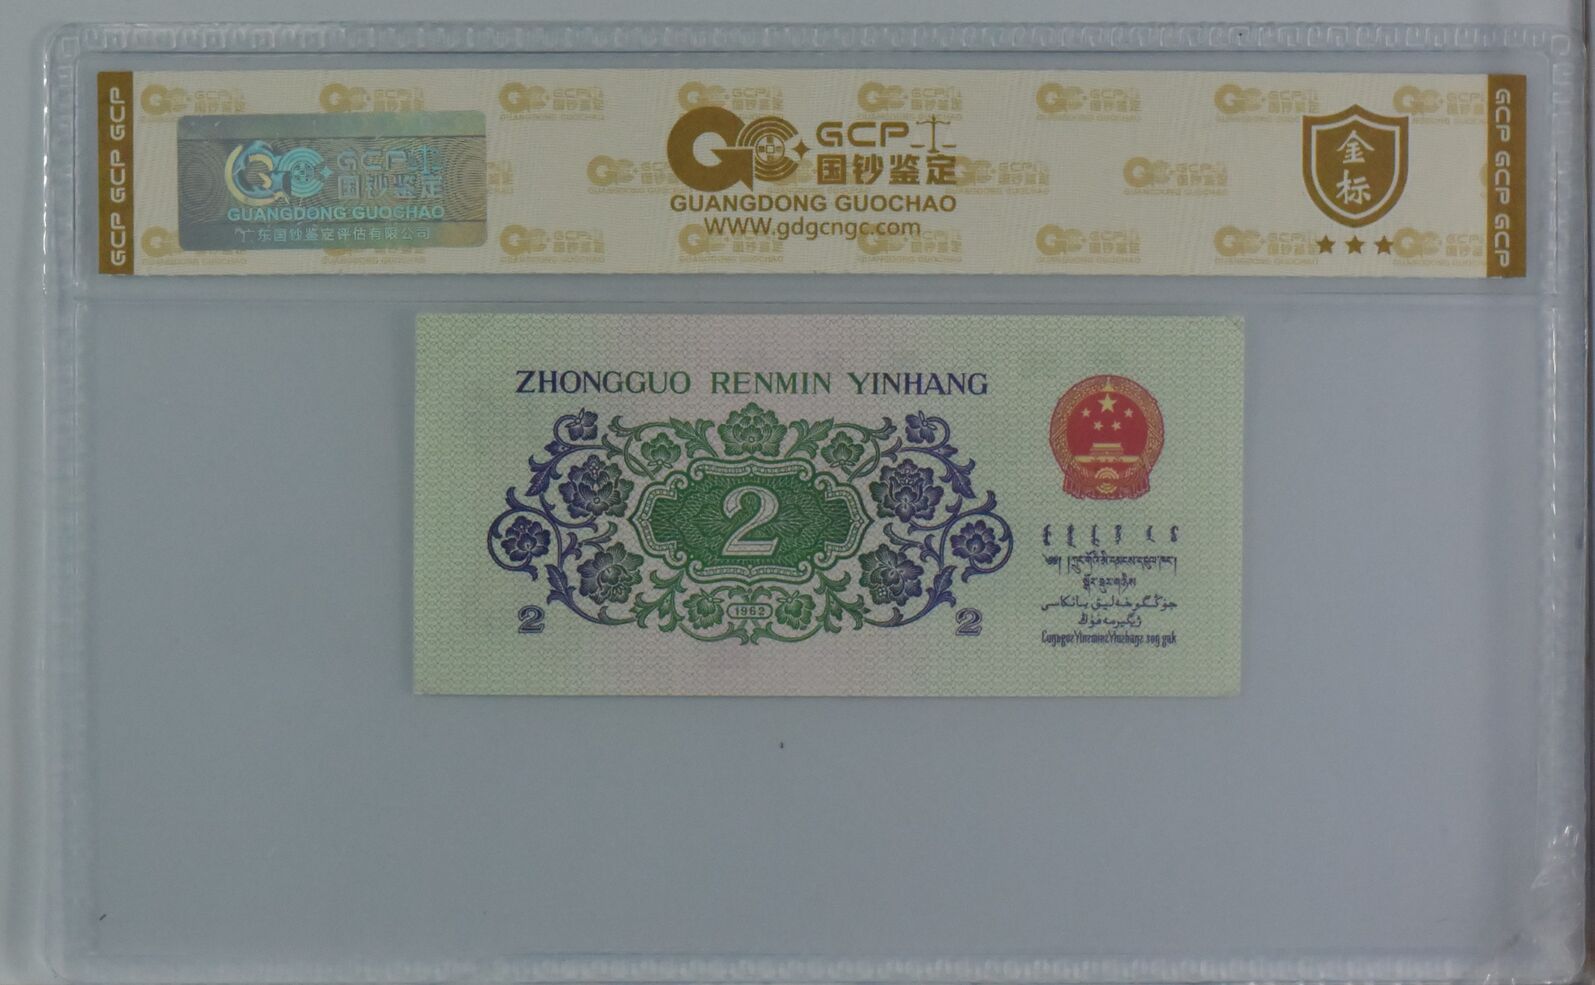 GCP GCP GCP
GCP
国钞鉴定
GUANGDONG GUOCHAO
广东国钞鉴定评估有限公司
GCP
国钞鉴定
GUANGDONG GUOCHAO
WWW.gdgcngc.com
金标
GCP GCP GCP
ZHONGGUO RENMIN YINHANG
2
1962
2
2